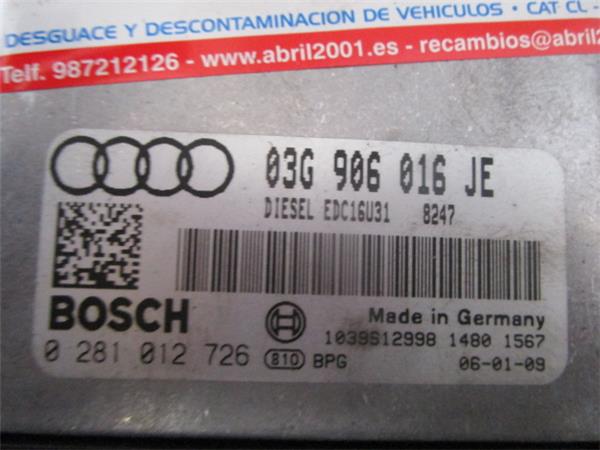 DESGUACE Y DESCONTAMINACION DE VEHICULOS • CAT CL -
Telf. 987212126 - www.abril2001.es - recambios@abril2
03G 906 016 JE
DIESEL EDC16U31 8247
BOSCH
Made in Germany
0 281 012 726
1039S12998 1480 1567
810 BPG 06-01-09